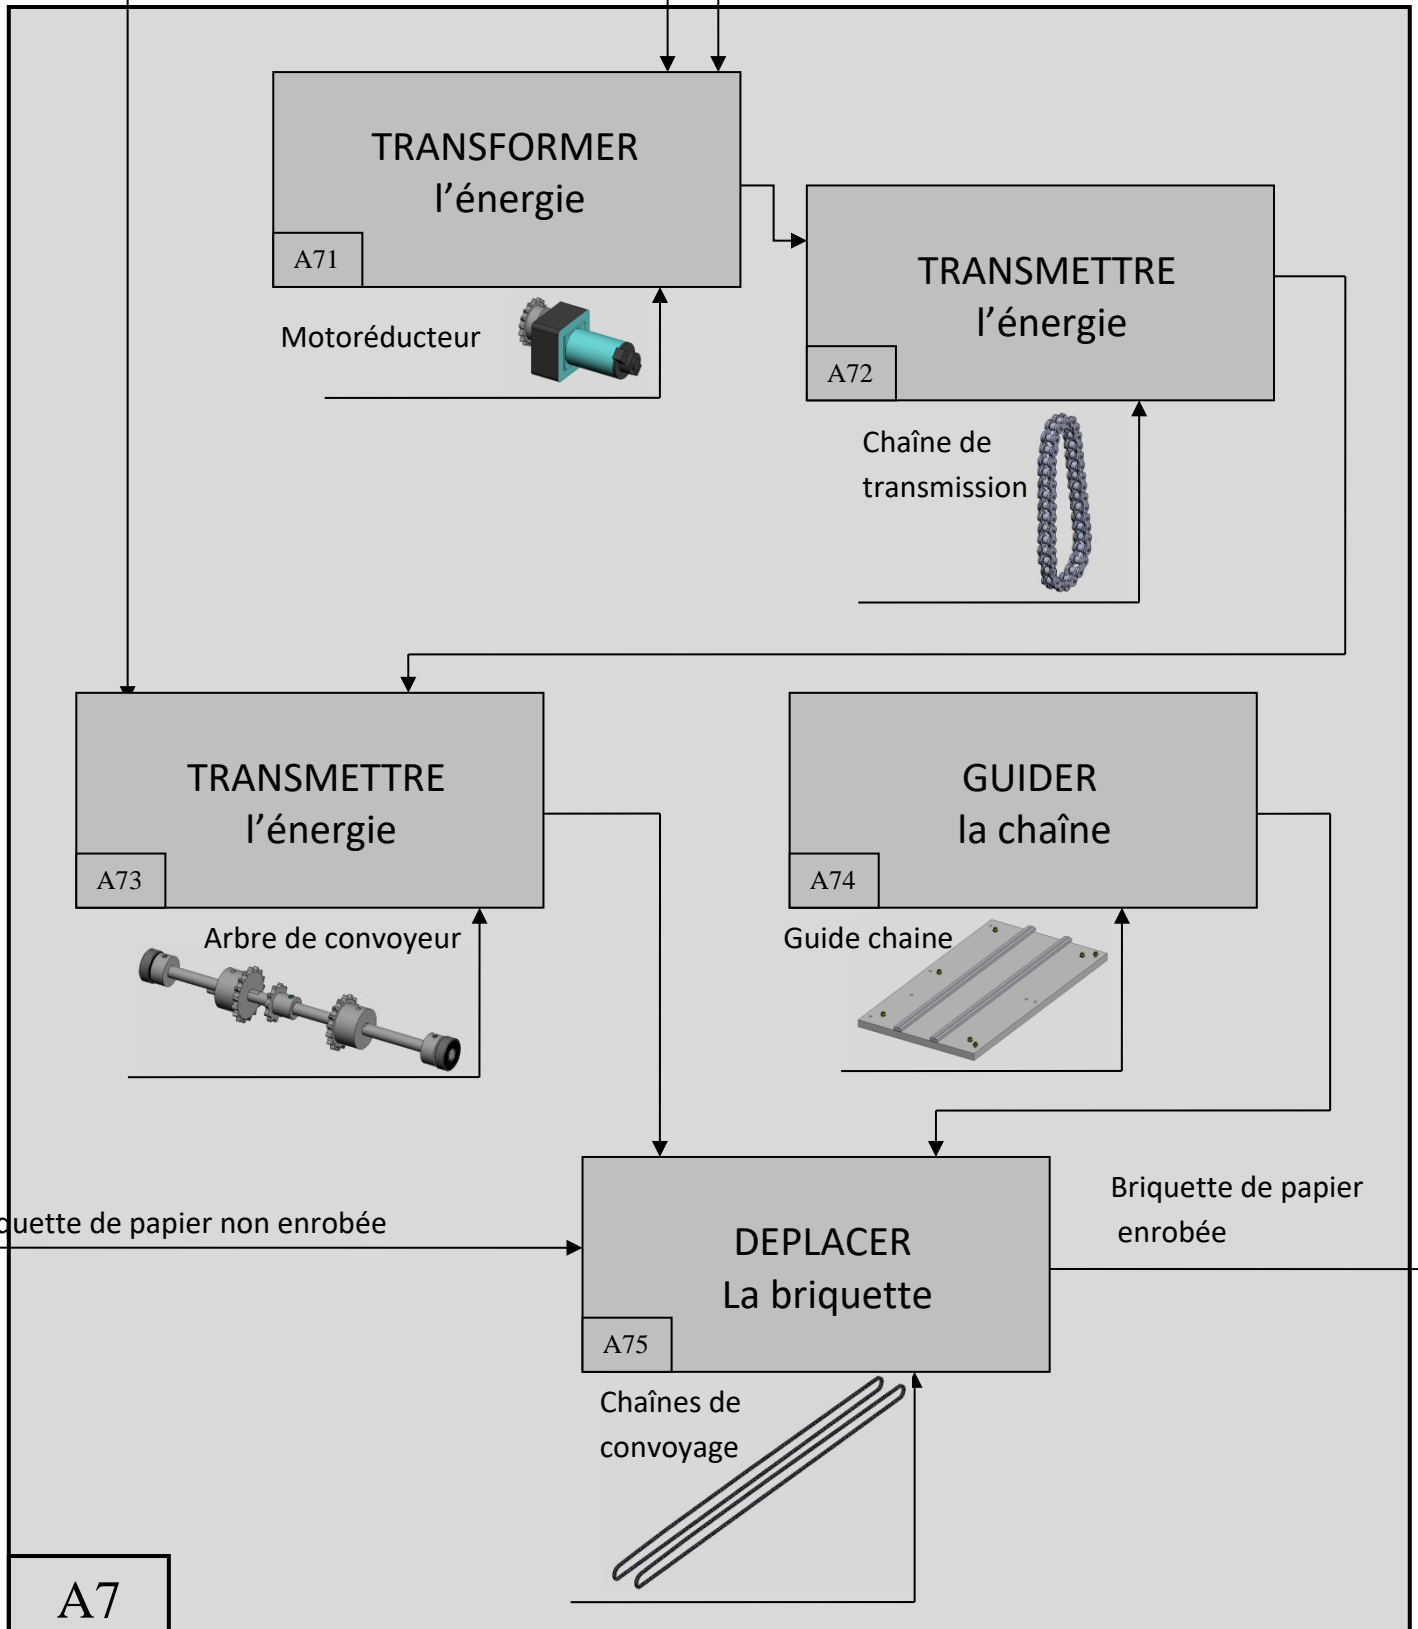 TRANSFORMER
l’énergie
A71
Motoréducteur
TRANSMETTRE
l’énergie
A72
Chaîne de
transmission
TRANSMETTRE
l’énergie
A73
Arbre de convoyeur
GUIDER
la chaîne
A74
Guide chaine
de papier non enrobée
DEPLACER
La briquette
A75
Briquette de papier
enrobée
Chaînes de
convoyage
A7